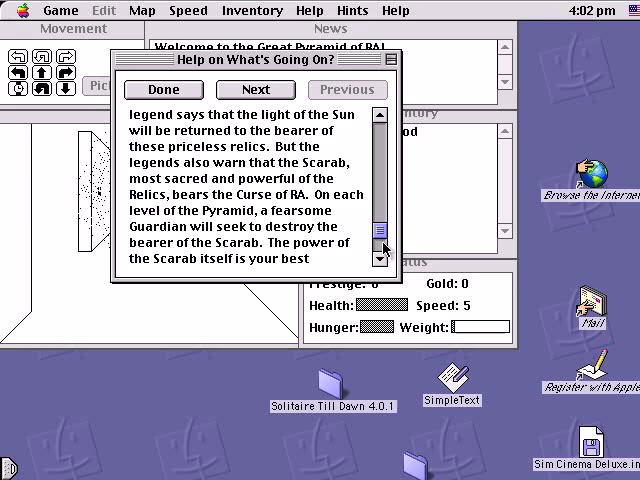 Game Edit Map Speed Inventory Help Hints Help 4:02 pm
Movement
News
Welcome to the Great Pyramid of RA!
Help on What's Going On?
Done Next Previous
legend says that the light of the Sun
will be returned to the bearer of
these priceless relics. But the
legends also warn that the Scarab,
most sacred and powerful of the
Relics, bears the Curse of RA. On each
level of the Pyramid, a fearsome
Guardian will seek to destroy the
bearer of the Scarab. The power of
the Scarab itself is your best
Pic
entory
od
atus
Prestige: 0 Gold: 0
Health: Speed: 5
Hunger: Weight:
Browse the Internet
Mail
Register with Apple
Solitaire Till Dawn 4.0.1
SimpleText
Sim Cinema Deluxe.in